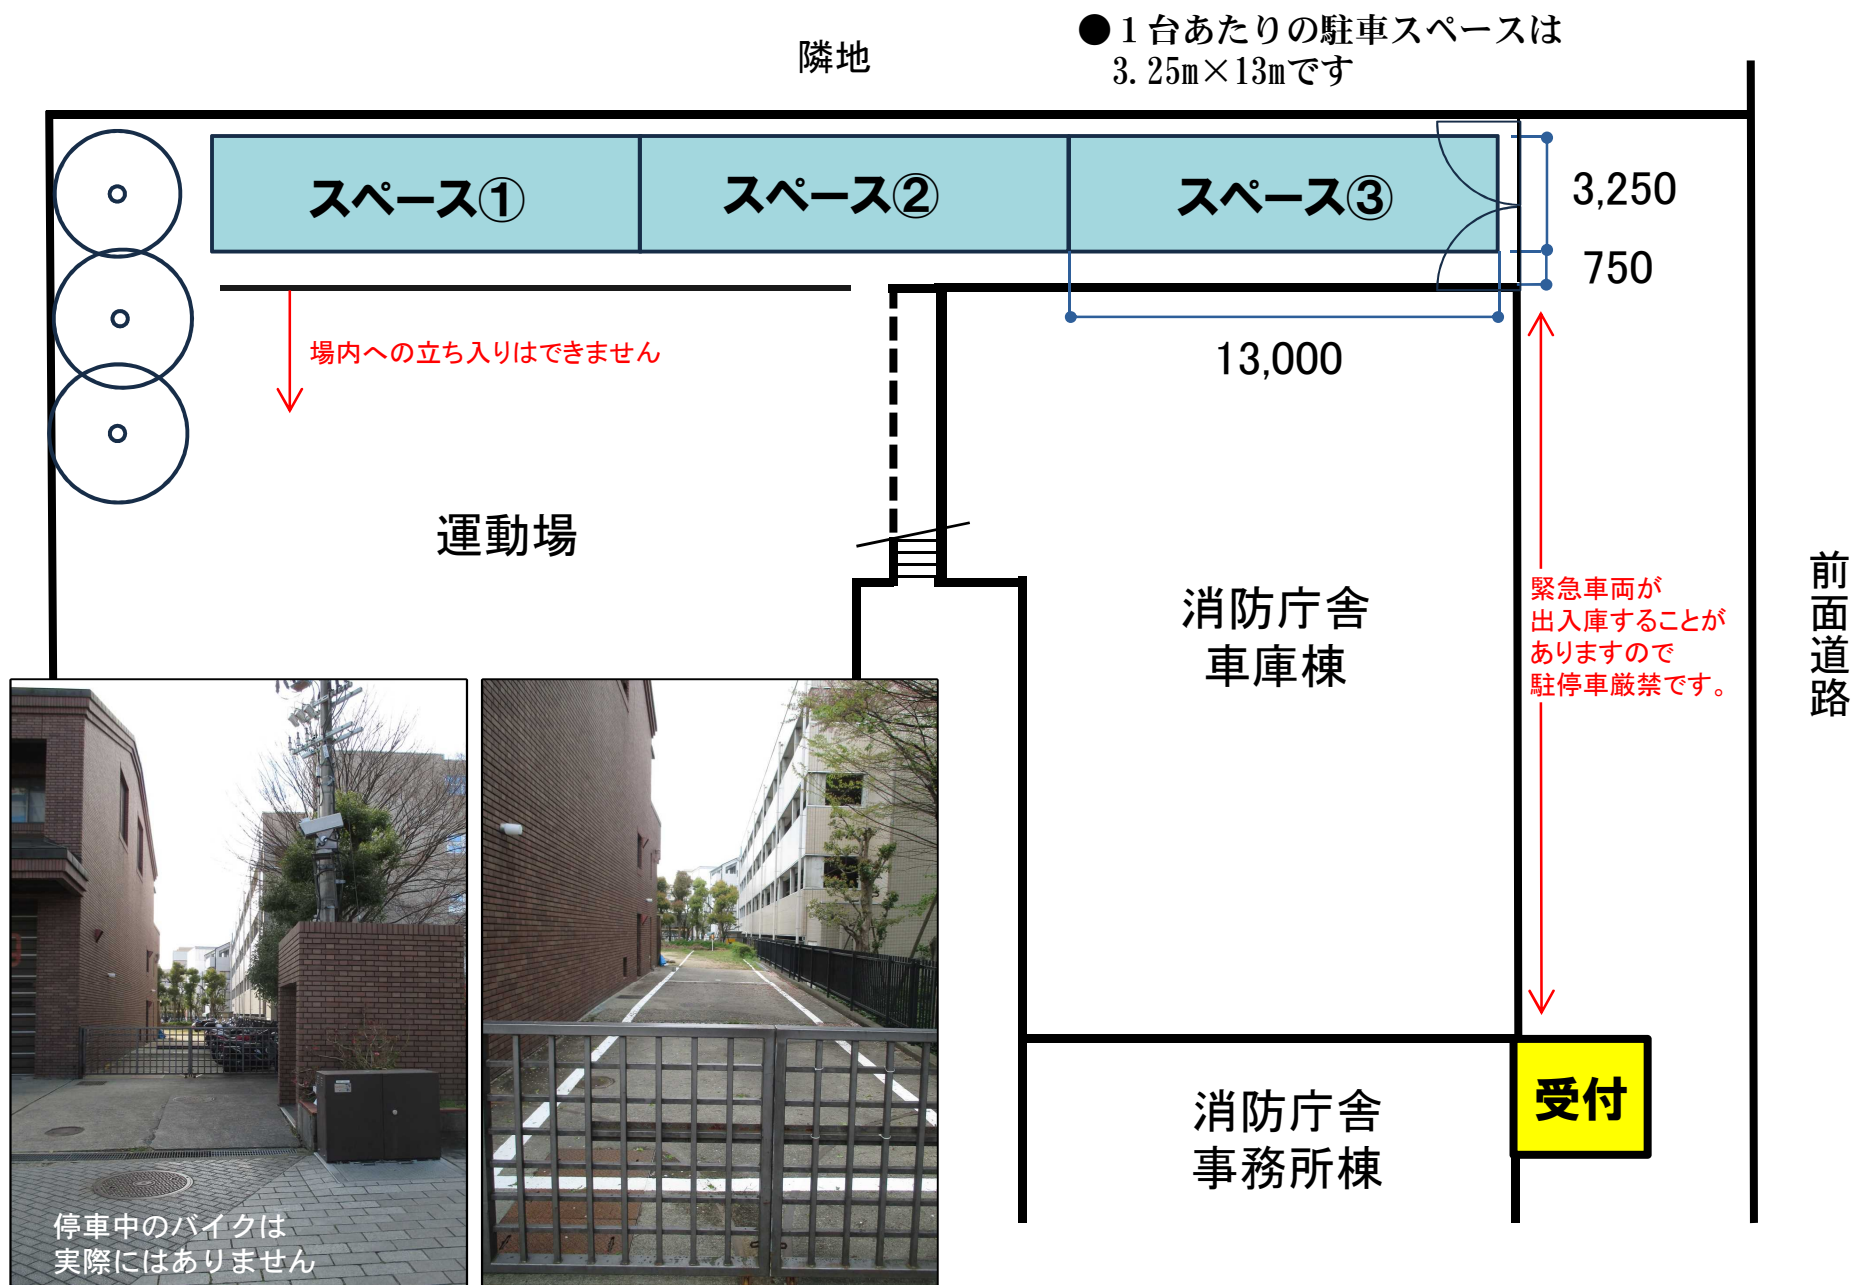 ●１台あたりの駐車スペースは
3.25m×13mです
隣地
スペース①
スペース②
スペース③
3,250
750
13,000
場内への立ち入りはできません
運動場
消防庁舎
車庫棟
緊急車両が
出入庫することが
ありますので
駐停車厳禁です。
前面道路
消防庁舎
事務所棟
受付
停車中のバイクは
実際にはありません